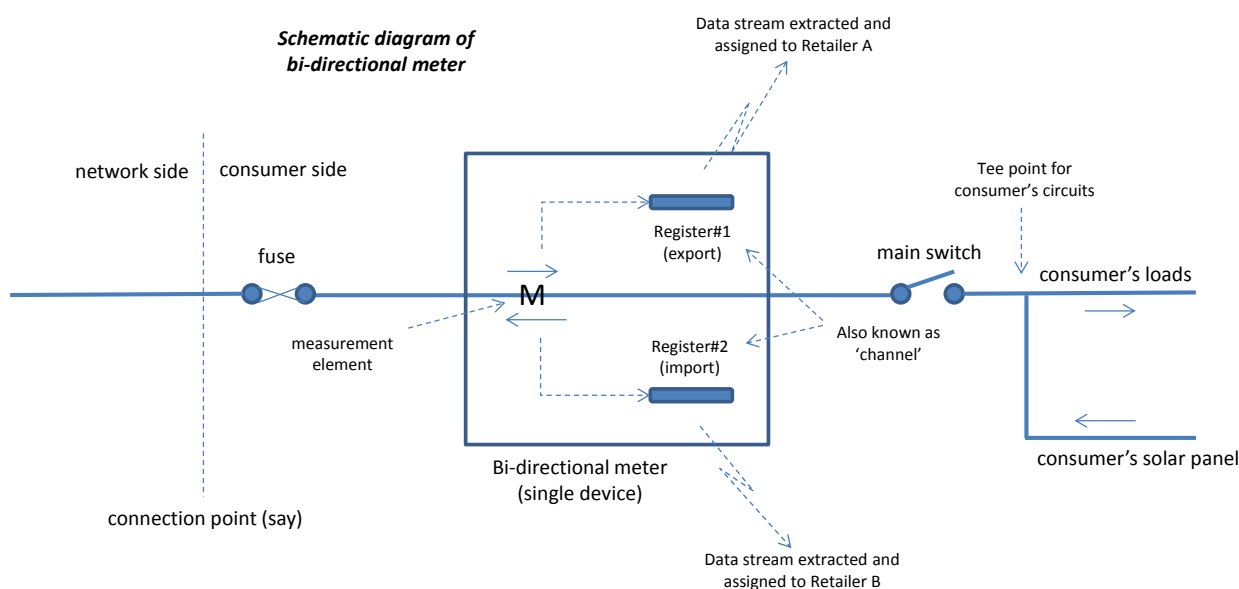 Schematic diagram of
bi-directional meter
Data stream extracted and
assigned to Retailer A
network side
consumer side
Tee point for
consumer’s circuits
fuse
Register#1
(export)
main switch
consumer’s loads
M
measurement
element
Register#2
(import)
Also known as
‘channel’
Bi-directional meter
(single device)
consumer’s solar panel
connection point (say)
Data stream extracted and
assigned to Retailer B